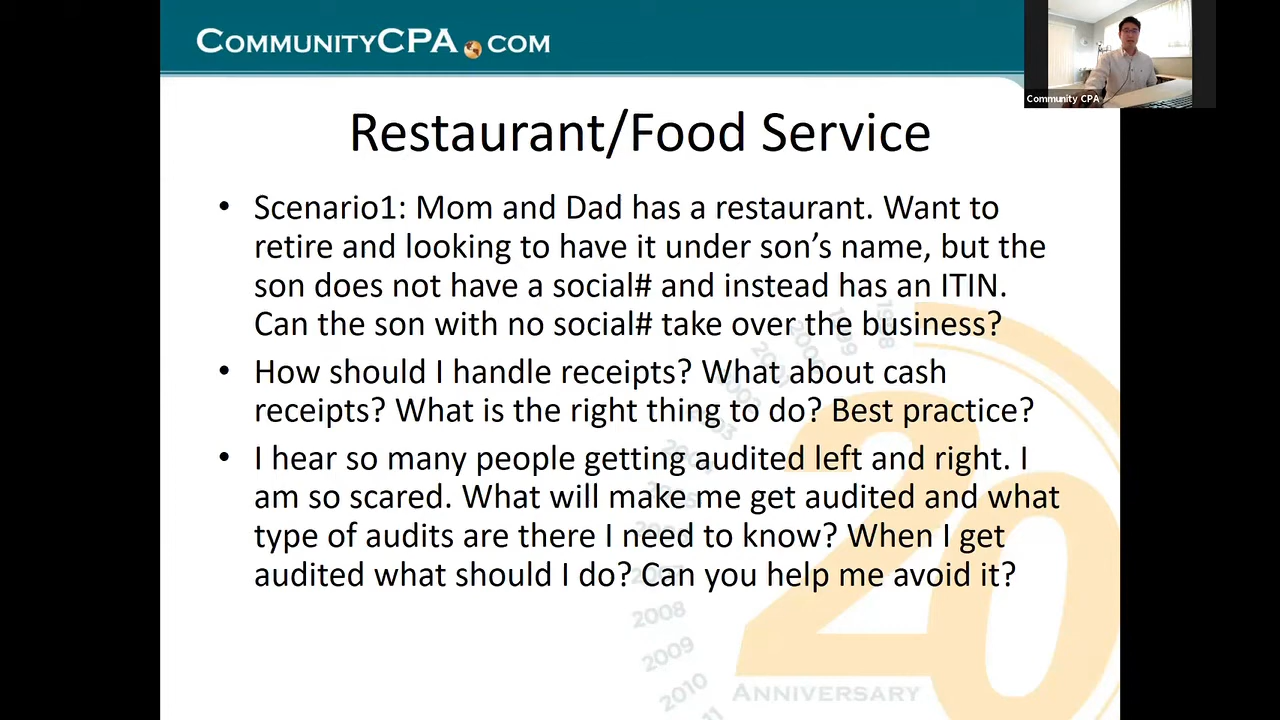 COMMUNITYCPA.COM
Community CPA
Restaurant/Food Service
• Scenario1: Mom and Dad has a restaurant. Want to
retire and looking to have it under son’s name, but the
son does not have a social# and instead has an ITIN.
Can the son with no social# take over the business?
• How should I handle receipts? What about cash
receipts? What is the right thing to do? Best practice?
• I hear so many people getting audited left and right. I
am so scared. What will make me get audited and what
type of audits are there I need to know? When I get
audited what should I do? Can you help me avoid it?
1998
1999
2008
2009
2010
20
ANNIVERSARY